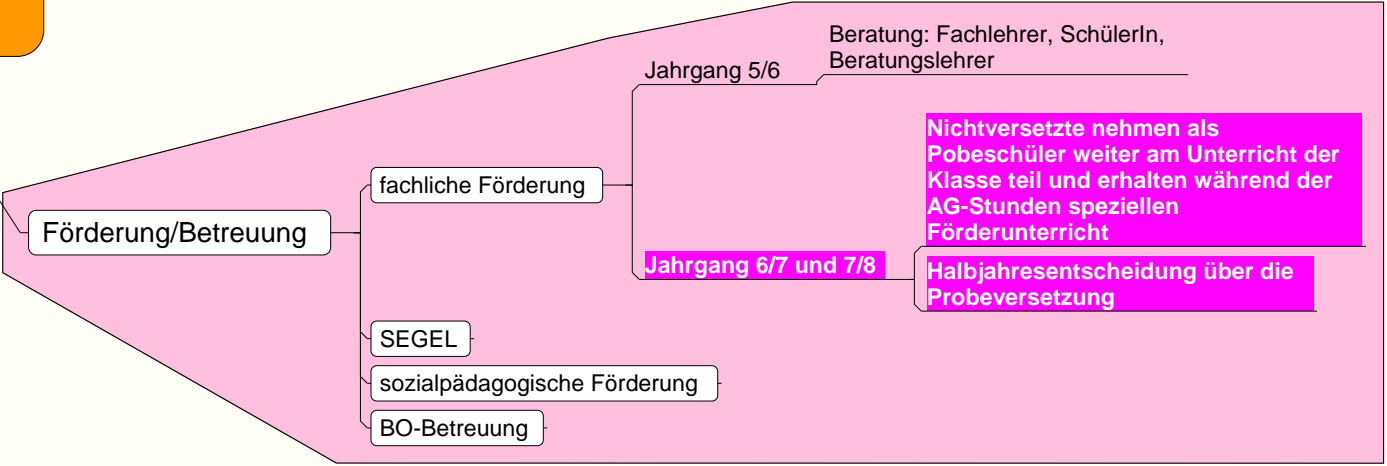 Beratung: Fachlehrer, SchülerIn,
Beratungslehrer
Jahrgang 5/6
Nichtversetzte nehmen als
Pobeschüler weiter am Unterricht der
Klasse teil und erhalten während der
AG-Stunden speziellen
Förderunterricht
fachliche Förderung
Förderung/Betreuung
Jahrgang 6/7 und 7/8
Halbjahresentscheidung über die
Probeversetzung
SEGEL
sozialpädagogische Förderung
BO-Betreuung